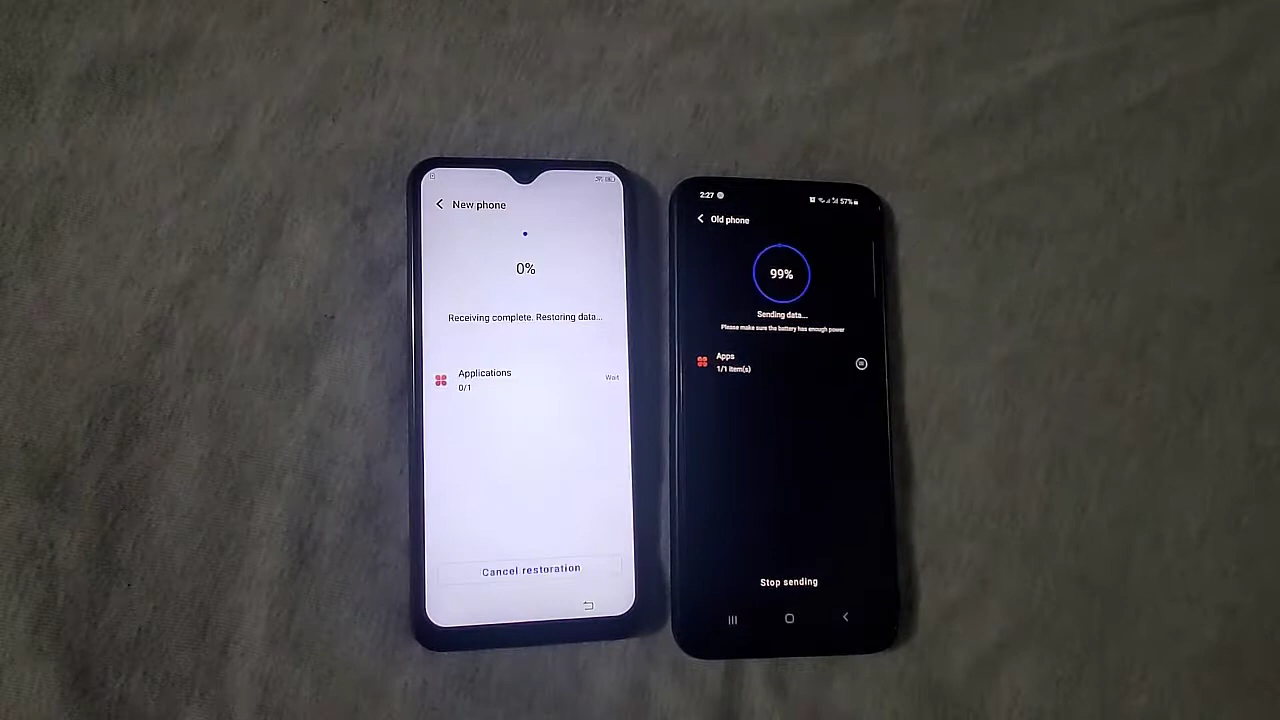 New phone
0%
Receiving complete. Restoring data...
Applications
0/1
Wait
Cancel restoration
2:27
57%
Old phone
99%
Sending data...
Please make sure the battery has enough power
Apps
1/1 item(s)
Stop sending